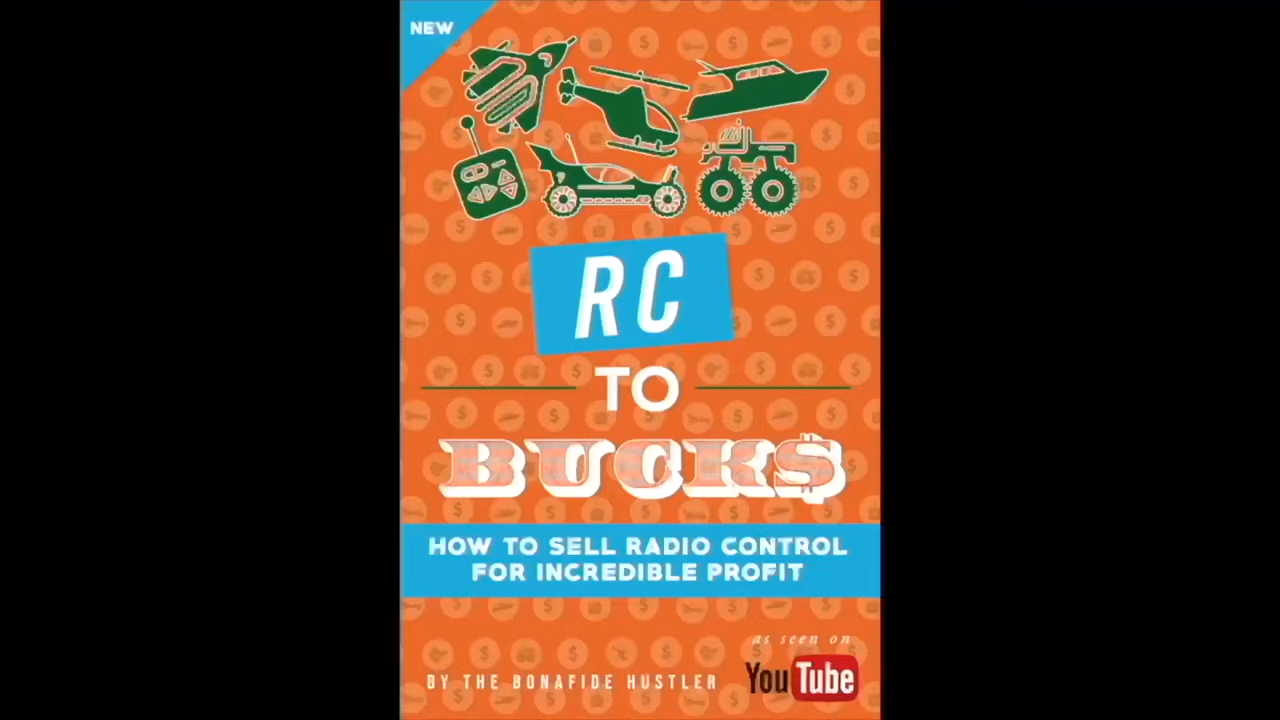 NEW
RC
TO
BUCK$
HOW TO SELL RADIO CONTROL
FOR INCREDIBLE PROFIT
as seen on
BY THE BONAFIDE HUSTLER
YouTube